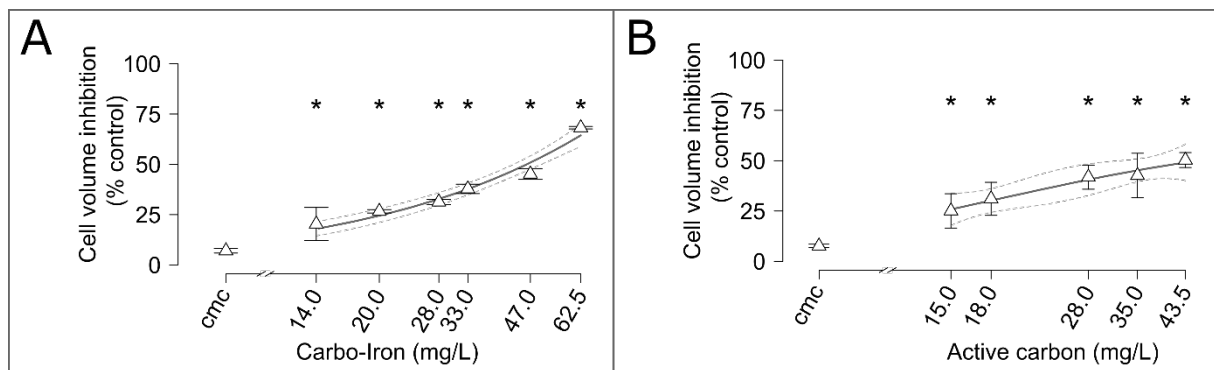 A
Cell volume inhibition
(% control)
100
75
50
25
0
* * * * * *
cmc 14.0 20.0 28.0 33.0 47.0 62.5
Carbo-Iron (mg/L)
B
Cell volume inhibition
(% control)
100
75
50
25
0
* * * * *
cmc 15.0 18.0 28.0 35.0 43.5
Active carbon (mg/L)